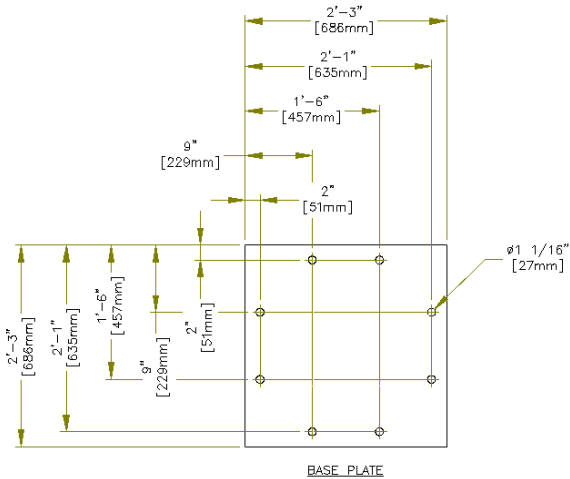 2'-3"
[686mm]
2'-1"
[635mm]
1'-6"
[457mm]
9"
[229mm]
2"
[51mm]
ø1 1/16"
[27mm]
2'-3"
[686mm]
2'-1"
[635mm]
1'-6"
[457mm]
9"
[229mm]
2"
[51mm]
BASE PLATE